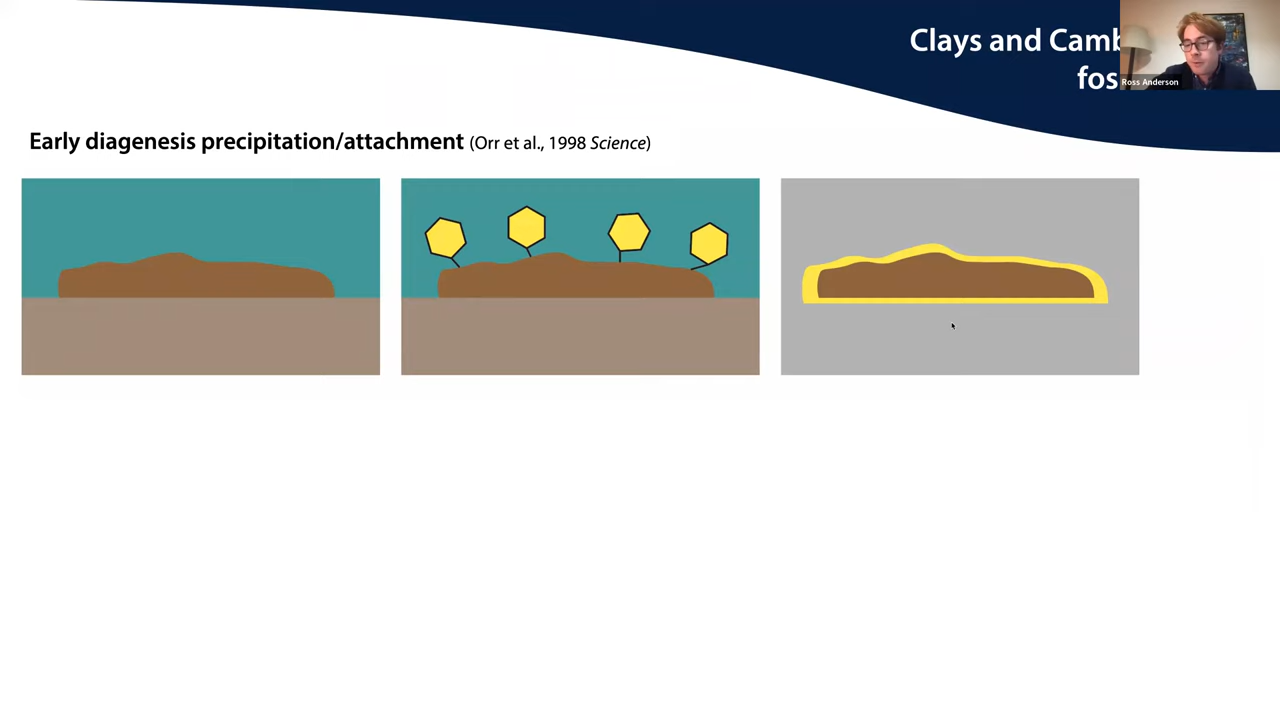 Clays and Camb
fos
Ross Anderson
Early diagenesis precipitation/attachment (Orr et al., 1998 Science)